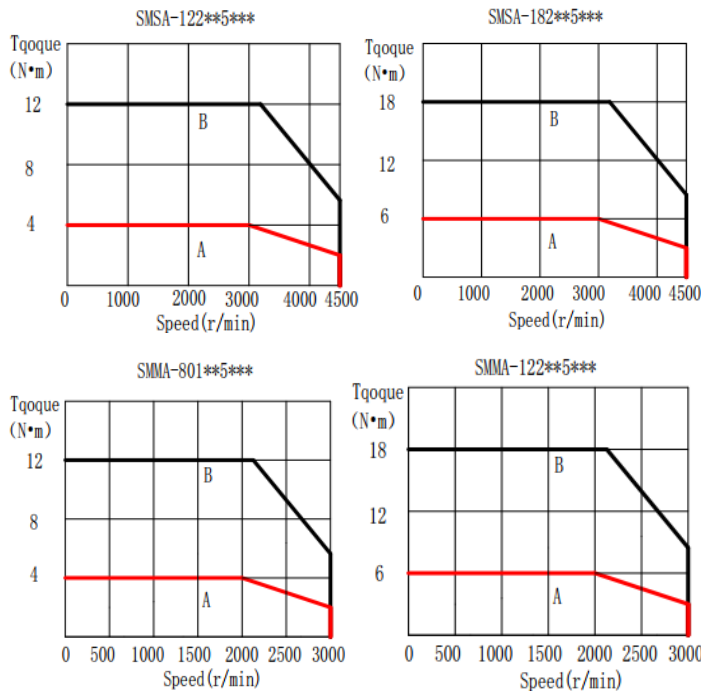 SMSA-122**5***
Tqoque
(N•m)
12
8
4
B
A
0 1000 2000 3000 4000 4500
Speed(r/min)
SMSA-182**5***
Tqoque
(N•m)
18
12
6
B
A
0 1000 2000 3000 4000 4500
Speed(r/min)
SMMA-801**5***
Tqoque
(N•m)
12
8
4
B
A
0 500 1000 1500 2000 2500 3000
Speed(r/min)
SMMA-122**5***
Tqoque
(N•m)
18
12
6
B
A
0 500 1000 1500 2000 2500 3000
Speed(r/min)